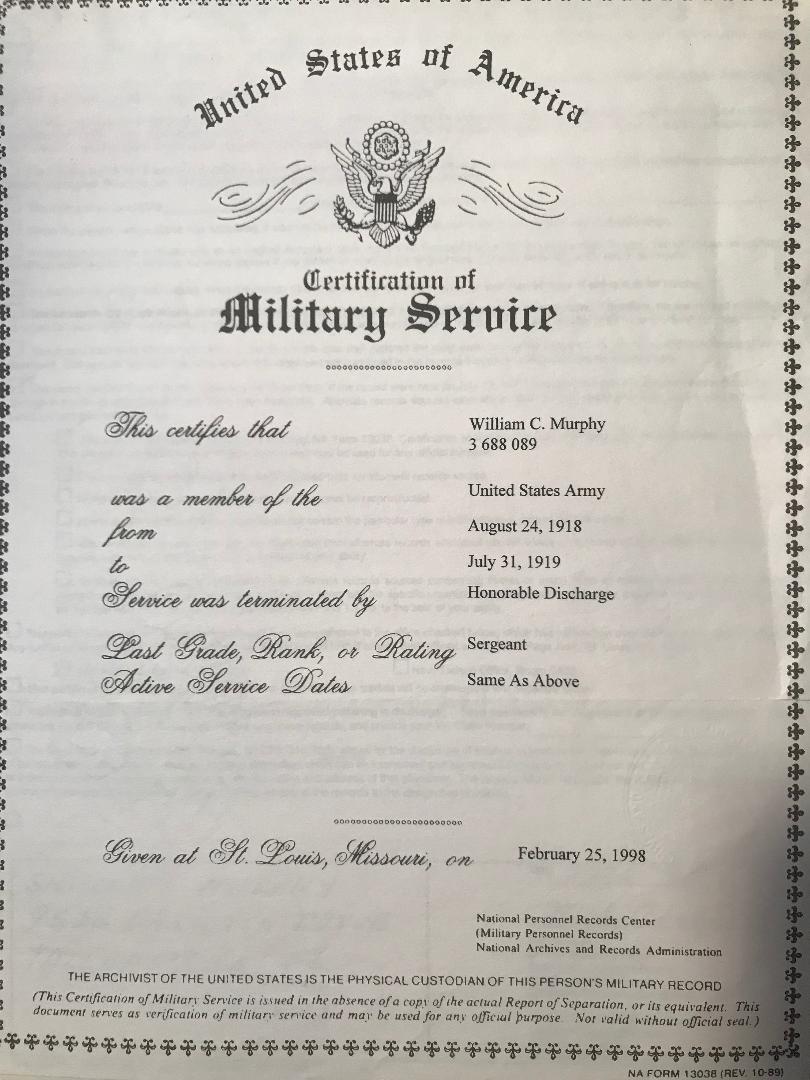 United States of America
Certification of
Military Service
This certifies that William C. Murphy
3 688 089
was a member of the United States Army
from August 24, 1918
to July 31, 1919
Service was terminated by Honorable Discharge
Last Grade, Rank, or Rating Sergeant
Active Service Dates Same As Above
Given at St. Louis, Missouri, on February 25, 1998
National Personnel Records Center
(Military Personnel Records)
National Archives and Records Administration
THE ARCHIVIST OF THE UNITED STATES IS THE PHYSICAL CUSTODIAN OF THIS PERSON'S MILITARY RECORD
(This Certification of Military Service is issued in the absence of a copy of the actual Report of Separation, or its equivalent. This
document serves as verification of military service and may be used for any official purpose. Not valid without official seal.)
NA FORM 13038 (REV. 10-89)